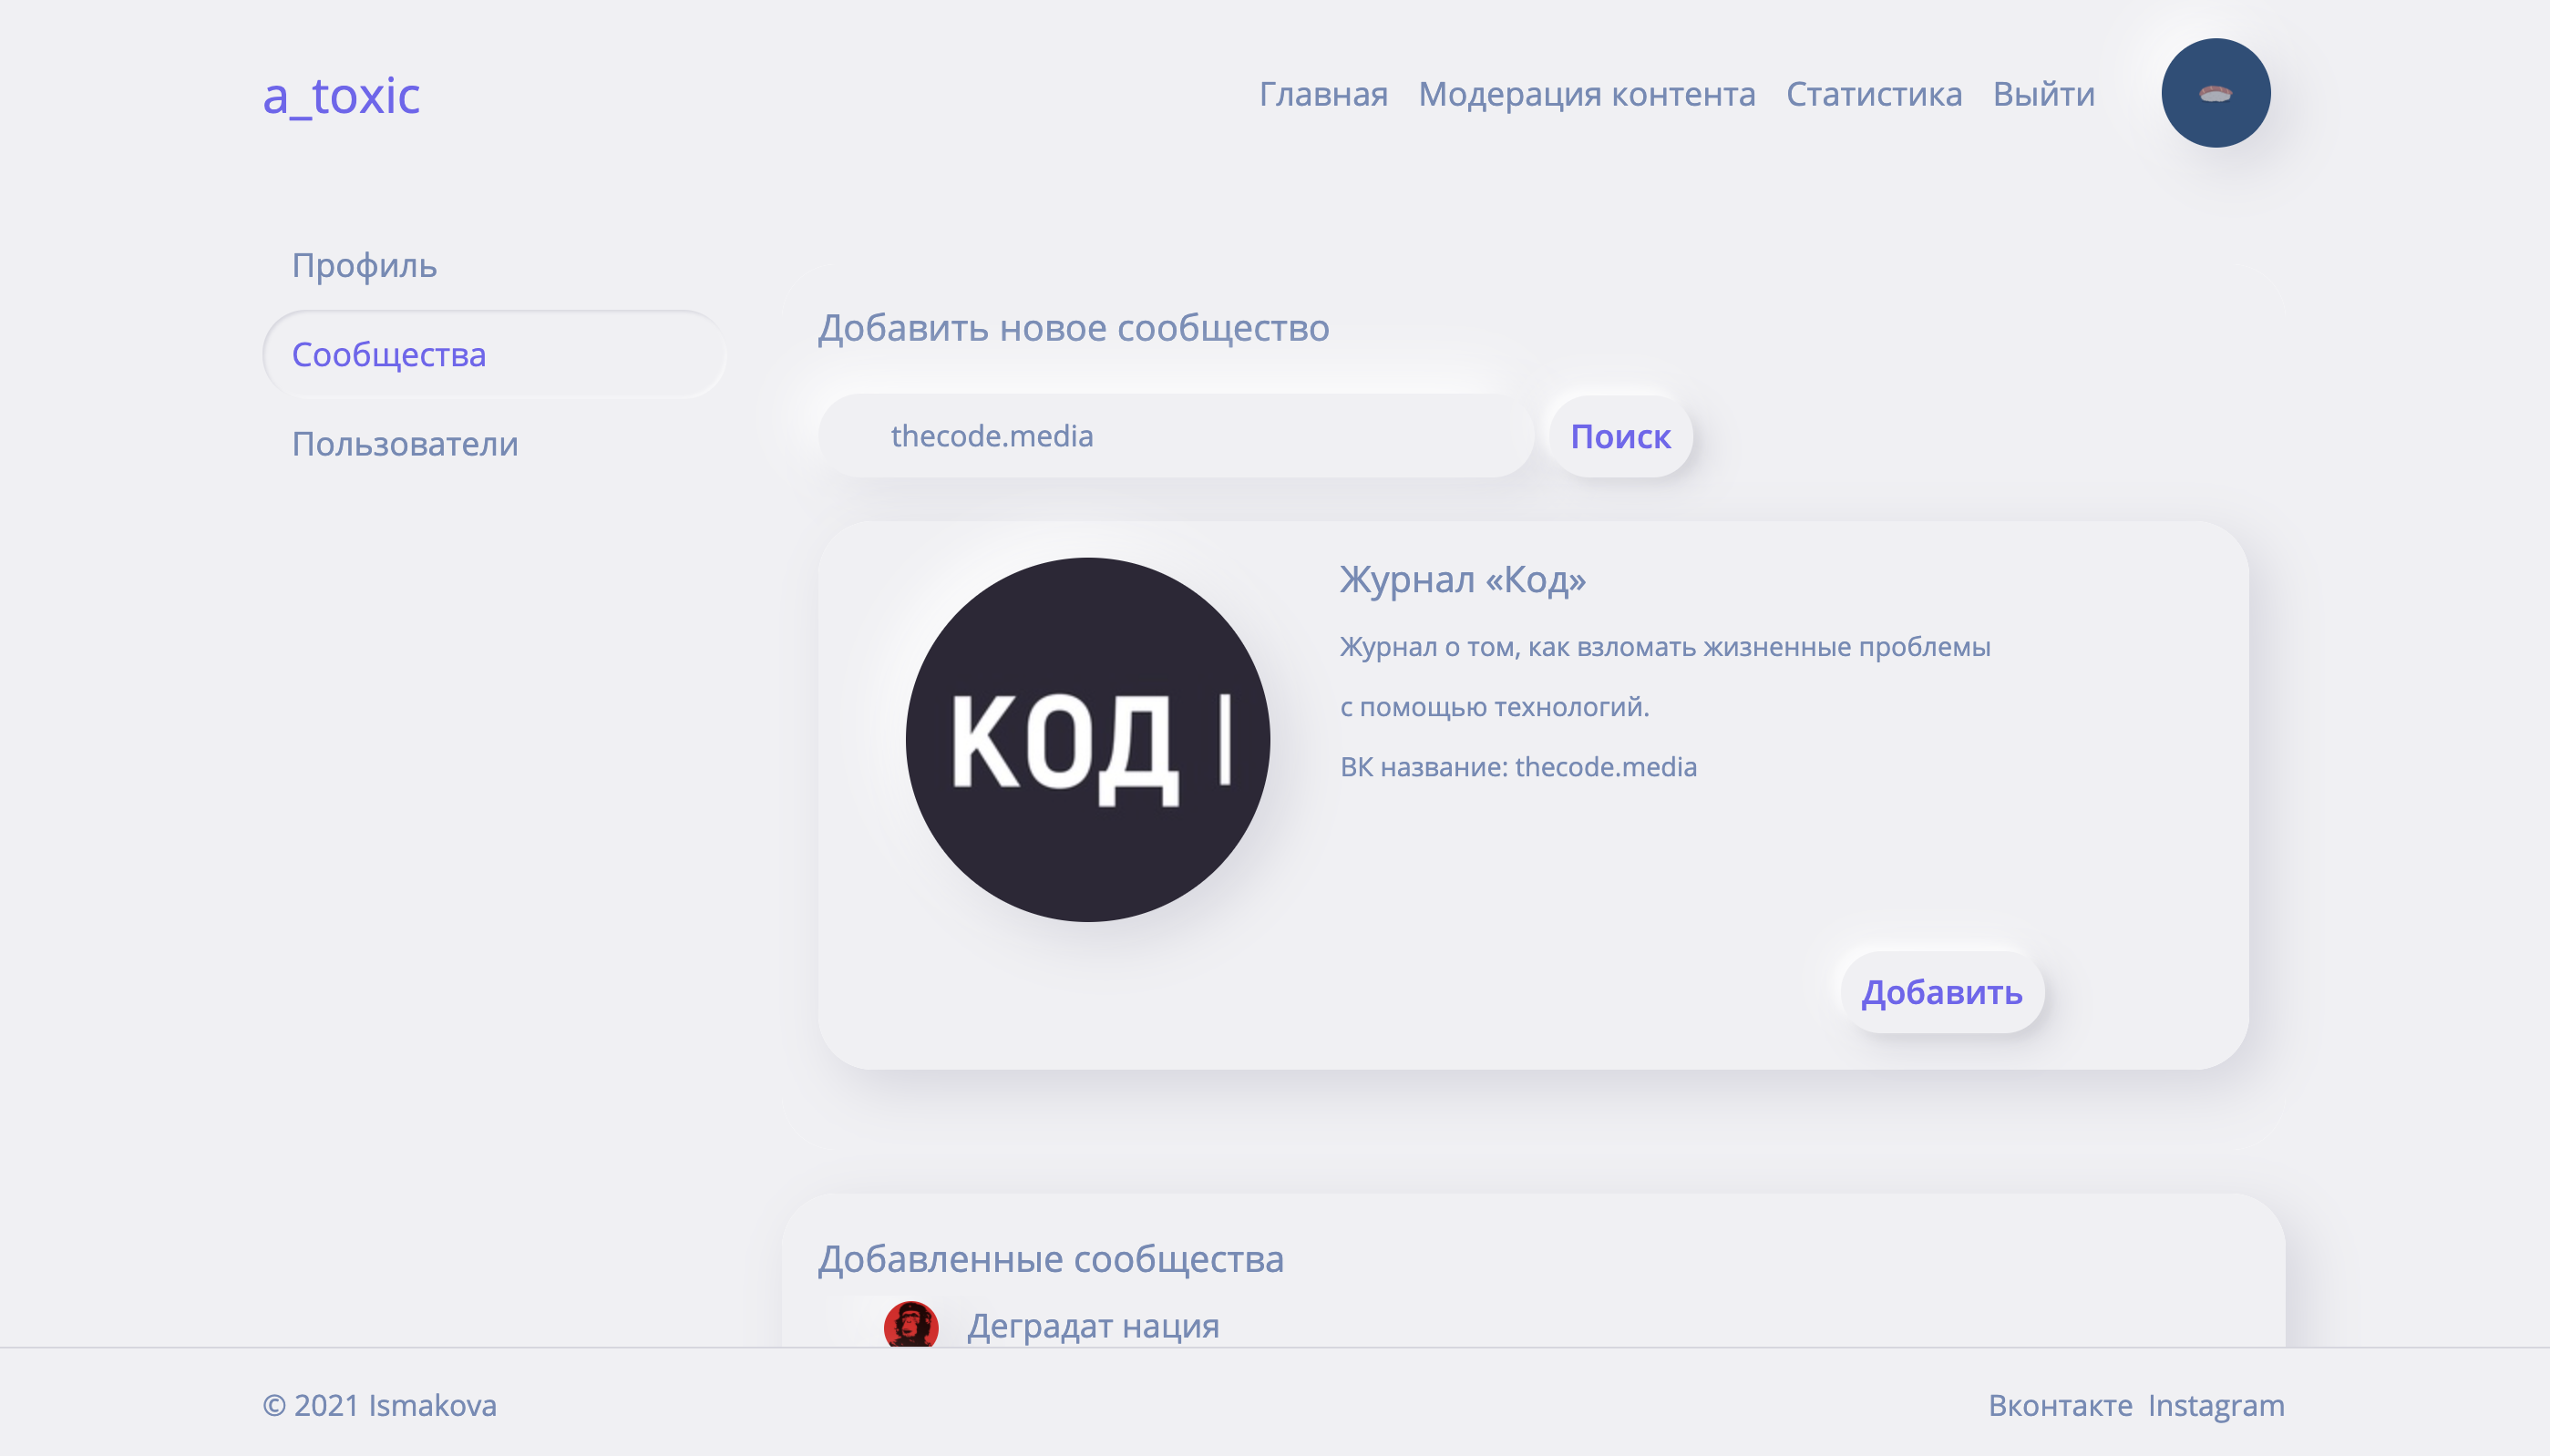 a_toxic
Главная Модерация контента Статистика Выйти
Профиль
Сообщества
Пользователи
Добавить новое сообщество
thecode.media
Поиск
КОД |
Журнал «Код»
Журнал о том, как взломать жизненные проблемы
с помощью технологий.
ВК название: thecode.media
Добавить
Добавленные сообщества
Деградат нация
© 2021 Ismakova
Вконтакте Instagram